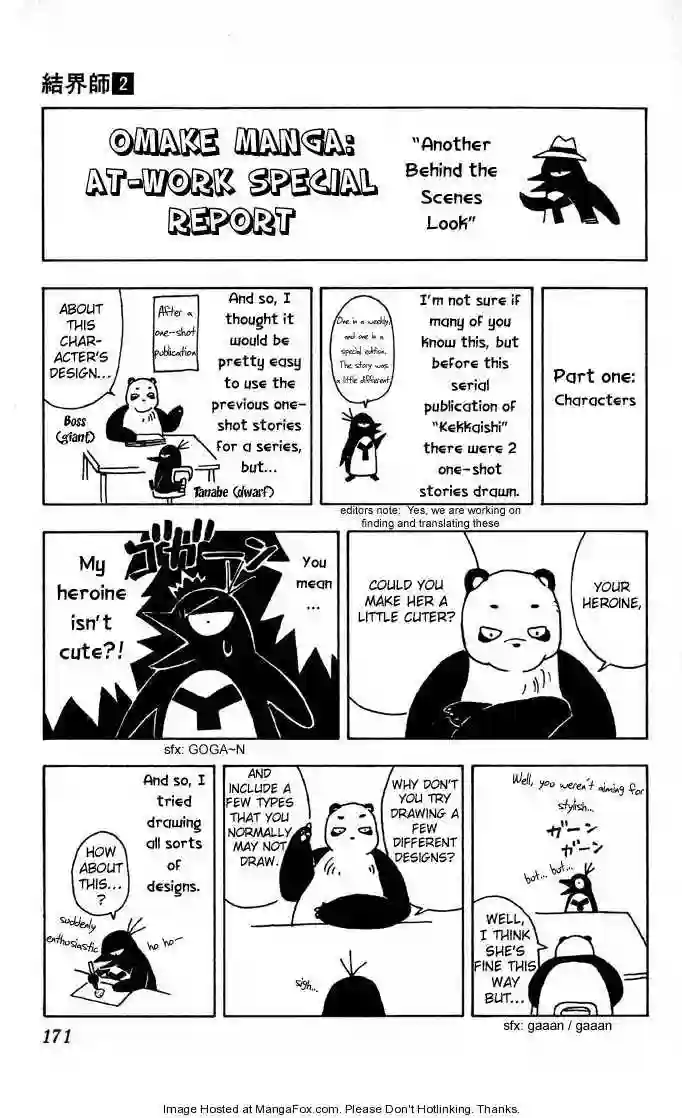 結界師2
OMAKE MANGA:
AT-WORK SPECIAL
REPORT
"Another
Behind the
Scenes
Look"
Part one:
Characters
I'm not sure if
many of you
know this, but
before this
serial
publication of
"Kekkaishi"
there were 2
one-shot
stories drawn.
One in a weekly
and one in a
special edition.
The story was
a little different
editors note: Yes, we are working on
finding and translating these
And so, I
thought it
would be
pretty easy
to use the
previous one-
shot stories
for a series,
but...
After a
one-shot
publication
ABOUT
THIS
CHAR-
ACTER'S
DESIGN...
Boss
(giant)
Tanabe (dwarf)
YOUR
HEROINE,
COULD YOU
MAKE HER A
LITTLE CUTER?
You
mean
...
My
heroine
isn't
cute?!
ゴガーン
sfx: GOGA~N
Well, you weren't aiming for
stylish...
ガーン
ガーン
but... but...
WELL,
I THINK
SHE'S
FINE THIS
WAY
BUT...
sfx: gaaan / gaaan
WHY DON'T
YOU TRY
DRAWING A
FEW
DIFFERENT
DESIGNS?
AND
INCLUDE A
FEW TYPES
THAT YOU
NORMALLY
MAY NOT
DRAW.
sigh...
And so, I
tried
drawing
all sorts
of
designs.
HOW
ABOUT
THIS...
?
suddenly
enthusiastic
ho ho~
171
Image Hosted at MangaFox.com. Please Don't Hotlinking. Thanks.